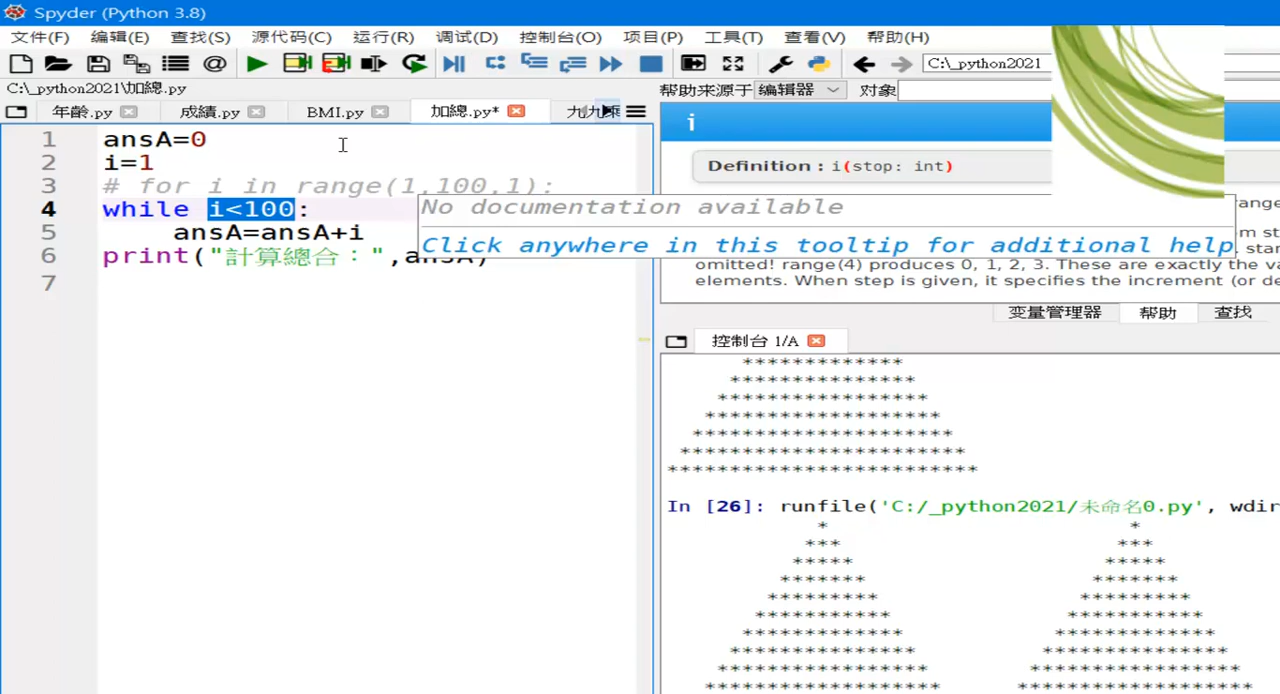 Spyder (Python 3.8)
文件(F) 编辑(E) 查找(S) 源代码(C) 运行(R) 调试(D) 控制台(O) 项目(P) 工具(T) 查看(V) 帮助(H)
C:\_python2021
C:\_python2021\加總.py
帮助来源于 编辑器 对象
年齡.py 成績.py BMI.py 加總.py* 九九乘
i
1 ansA=0
2 i=1
3 # for i in range(1,100,1):
4 while i<100:
5 ansA=ansA+i
6 print("計算總合：",ansA)
7
No documentation available
Click anywhere in this tooltip for additional help
Definition : i(stop: int)
omitted! range(4) produces 0, 1, 2, 3. These are exactly the va
elements. When step is given, it specifies the increment (or de
变量管理器 帮助 查找
控制台 1/A
*************
***************
*****************
*******************
*********************
***********************
*************************
In [26]: runfile('C:/_python2021/未命名0.py', wdir
* *
*** ***
***** *****
******* *******
********* *********
*********** ***********
************* *************
*************** ***************
***************** *****************
******************* *******************